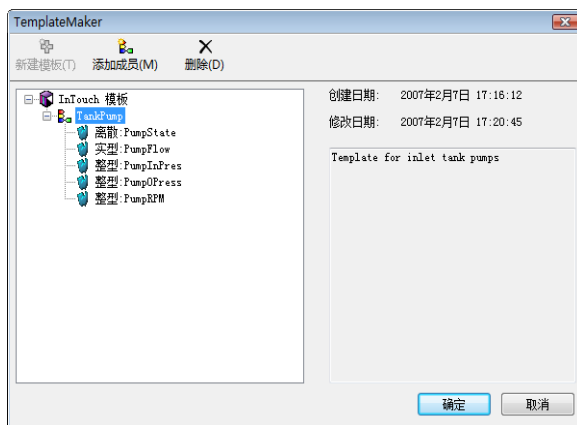 TemplateMaker
新建模板(T) 添加成员(M) 删除(D)
InTouch 模板
TankPump
离散:PumpState
实型:PumpFlow
整型:PumpInPres
整型:PumpOPress
整型:PumpRPM
创建日期: 2007年2月7日 17:16:12
修改日期: 2007年2月7日 17:20:45
Template for inlet tank pumps
确定 取消